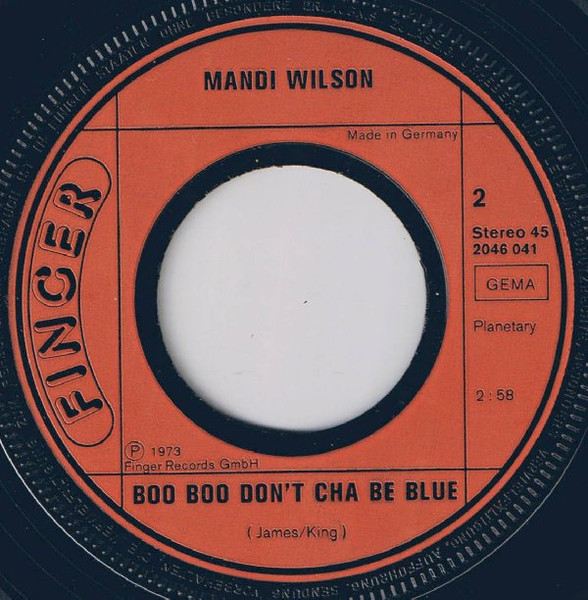 MANDI WILSON
Made in Germany
FINGER
2
Stereo 45
2046 041
GEMA
Planetary
2:58
Ⓟ 1973
Finger Records GmbH
BOO BOO DON'T CHA BE BLUE
(James/King)